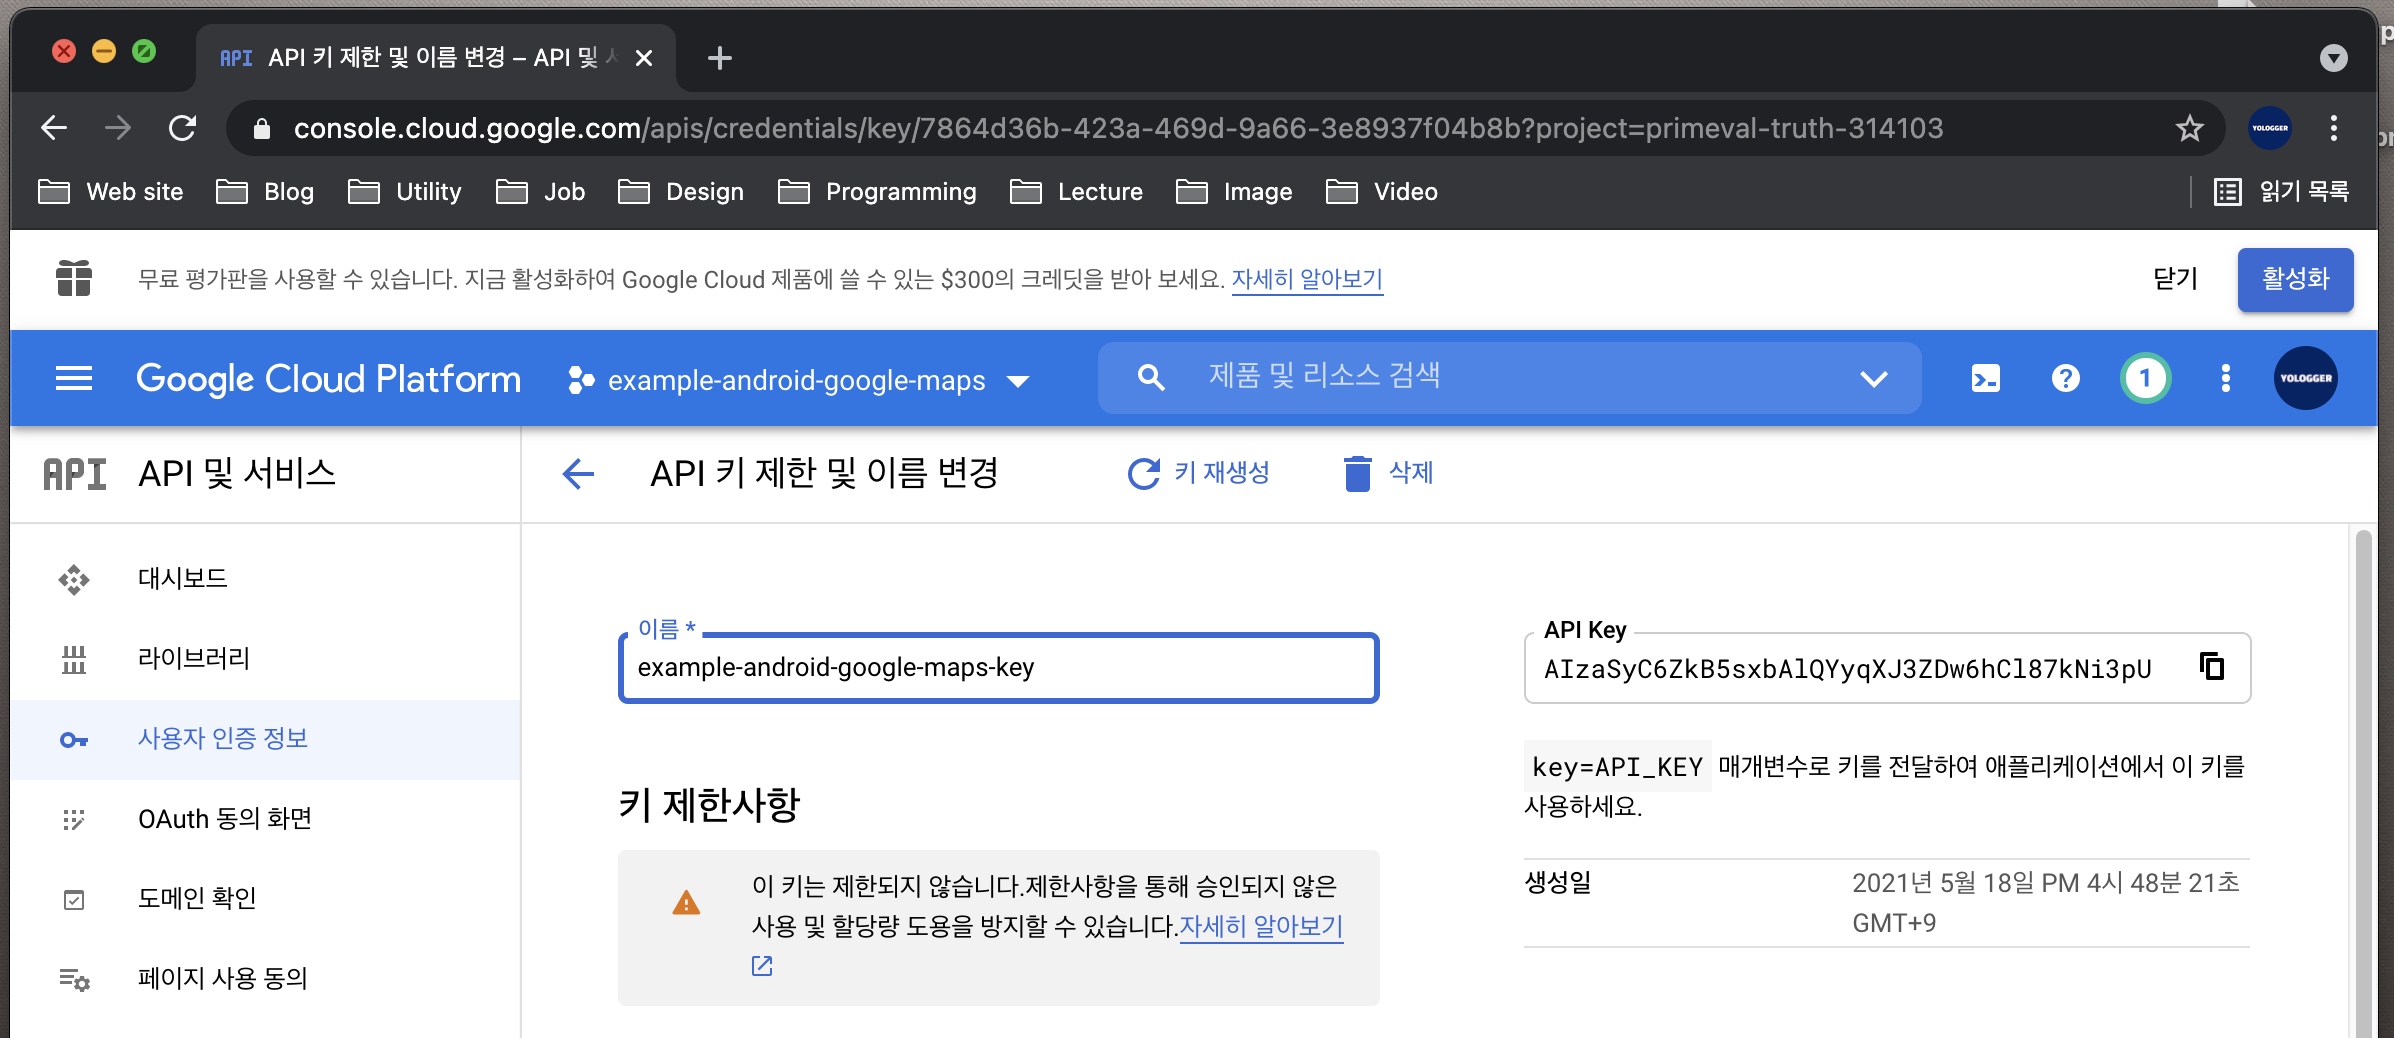 API API 키 제한 및 이름 변경 – API 및
console.cloud.google.com/apis/credentials/key/7864d36b-423a-469d-9a66-3e8937f04b8b?project=primeval-truth-314103 YOLOGGER
Web site Blog Utility Job Design Programming Lecture Image Video 읽기 목록
무료 평가판을 사용할 수 있습니다. 지금 활성화하여 Google Cloud 제품에 쓸 수 있는 $300의 크레딧을 받아 보세요. 자세히 알아보기 닫기 활성화
Google Cloud Platform example-android-google-maps 제품 및 리소스 검색 1 YOLOGGER
API API 및 서비스 API 키 제한 및 이름 변경 키 재생성 삭제
대시보드
라이브러리
사용자 인증 정보
OAuth 동의 화면
도메인 확인
페이지 사용 동의
이름 *
example-android-google-maps-key
키 제한사항
이 키는 제한되지 않습니다.제한사항을 통해 승인되지 않은
사용 및 할당량 도용을 방지할 수 있습니다.자세히 알아보기
API Key
AIzaSyC6ZkB5sxbAlQYyqXJ3ZDw6hCl87kNi3pU
key=API_KEY 매개변수로 키를 전달하여 애플리케이션에서 이 키를
사용하세요.
생성일 2021년 5월 18일 PM 4시 48분 21초
GMT+9